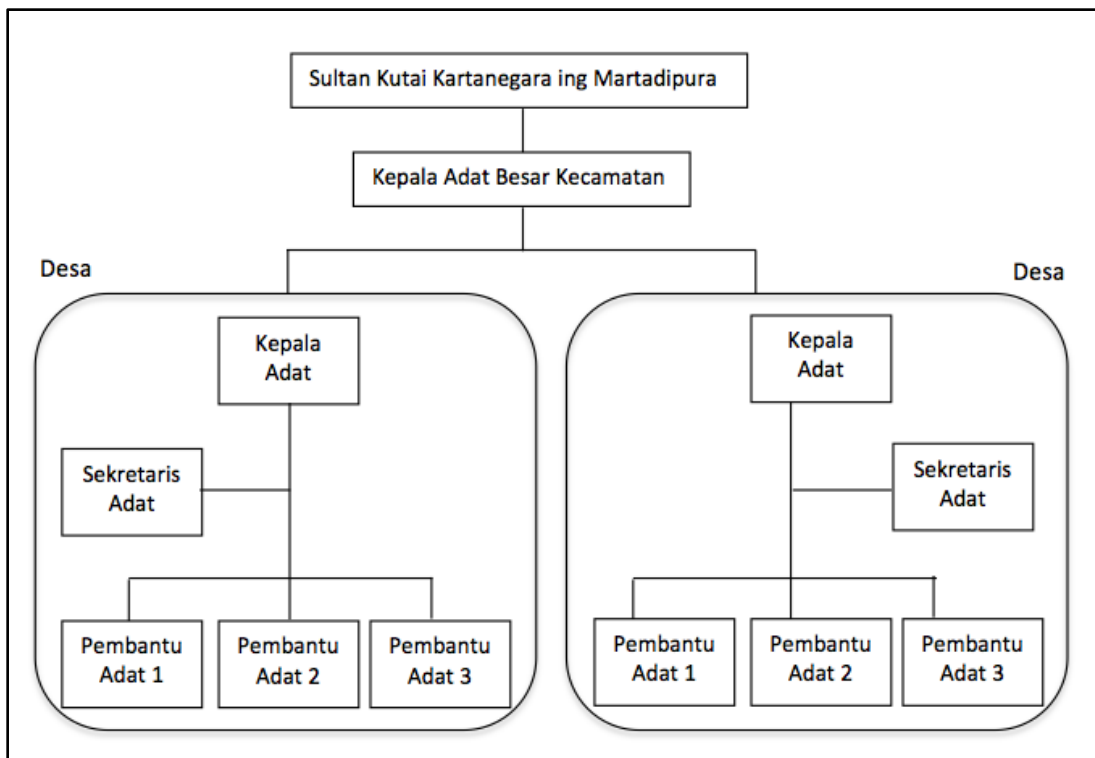 Sultan Kutai Kartanegara ing Martadipura
Kepala Adat Besar Kecamatan
Desa
Kepala
Adat
Sekretaris
Adat
Pembantu
Adat 1
Pembantu
Adat 2
Pembantu
Adat 3
Desa
Kepala
Adat
Sekretaris
Adat
Pembantu
Adat 1
Pembantu
Adat 2
Pembantu
Adat 3